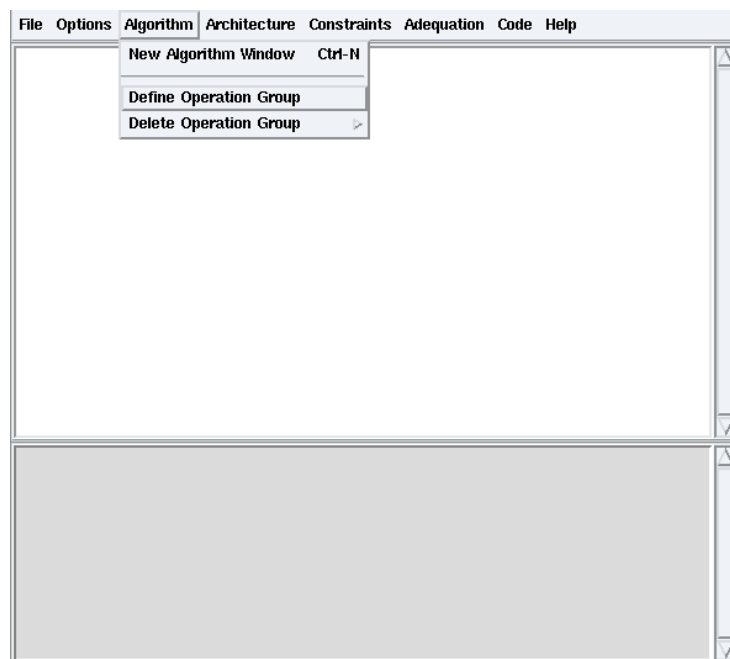 File Options Algorithm Architecture Constraints Adequation Code Help
New Algorithm Window Ctrl-N
Define Operation Group
Delete Operation Group